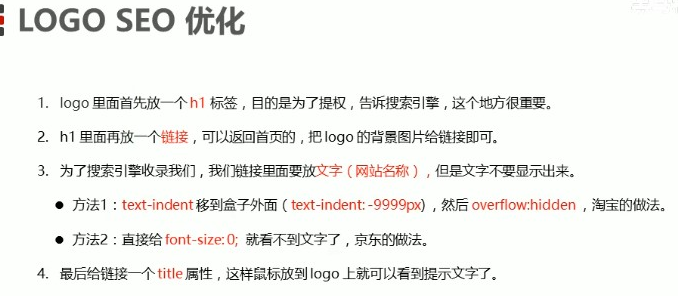 LOGO SEO 优化
1. logo 里面首先放一个 h1 标签，目的是为了提权，告诉搜索引擎，这个地方很重要。
2. h1 里面再放一个链接，可以返回首页的，把 logo 的背景图片给链接即可。
3. 为了搜索引擎收录我们，我们链接里面要放文字（网站名称），但是文字不要显示出来。
● 方法1：text-indent 移到盒子外面（text-indent: -9999px)，然后 overflow:hidden ，淘宝的做法。
● 方法2：直接给 font-size: 0; 就看不到文字了，京东的做法。
4. 最后给链接一个 title 属性，这样鼠标放到 logo 上就可以看到提示文字了。